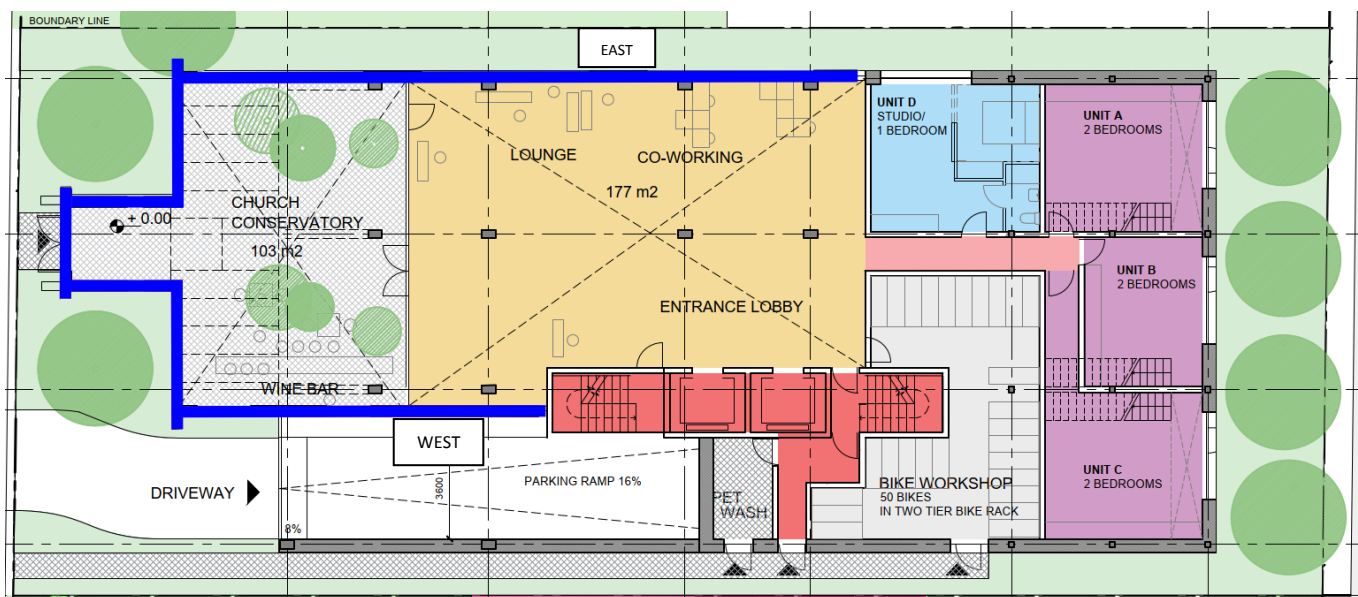 BOUNDARY LINE
EAST
UNIT D
STUDIO/
1 BEDROOM
UNIT A
2 BEDROOMS
LOUNGE
CO-WORKING
177 m2
CHURCH
CONSERVATORY
+ 0.00
103 m2
UNIT B
2 BEDROOMS
ENTRANCE LOBBY
WINE BAR
WEST
UNIT C
2 BEDROOMS
DRIVEWAY
3600
PARKING RAMP 16%
PET
WASH
BIKE WORKSHOP
50 BIKES
IN TWO TIER BIKE RACK
8%